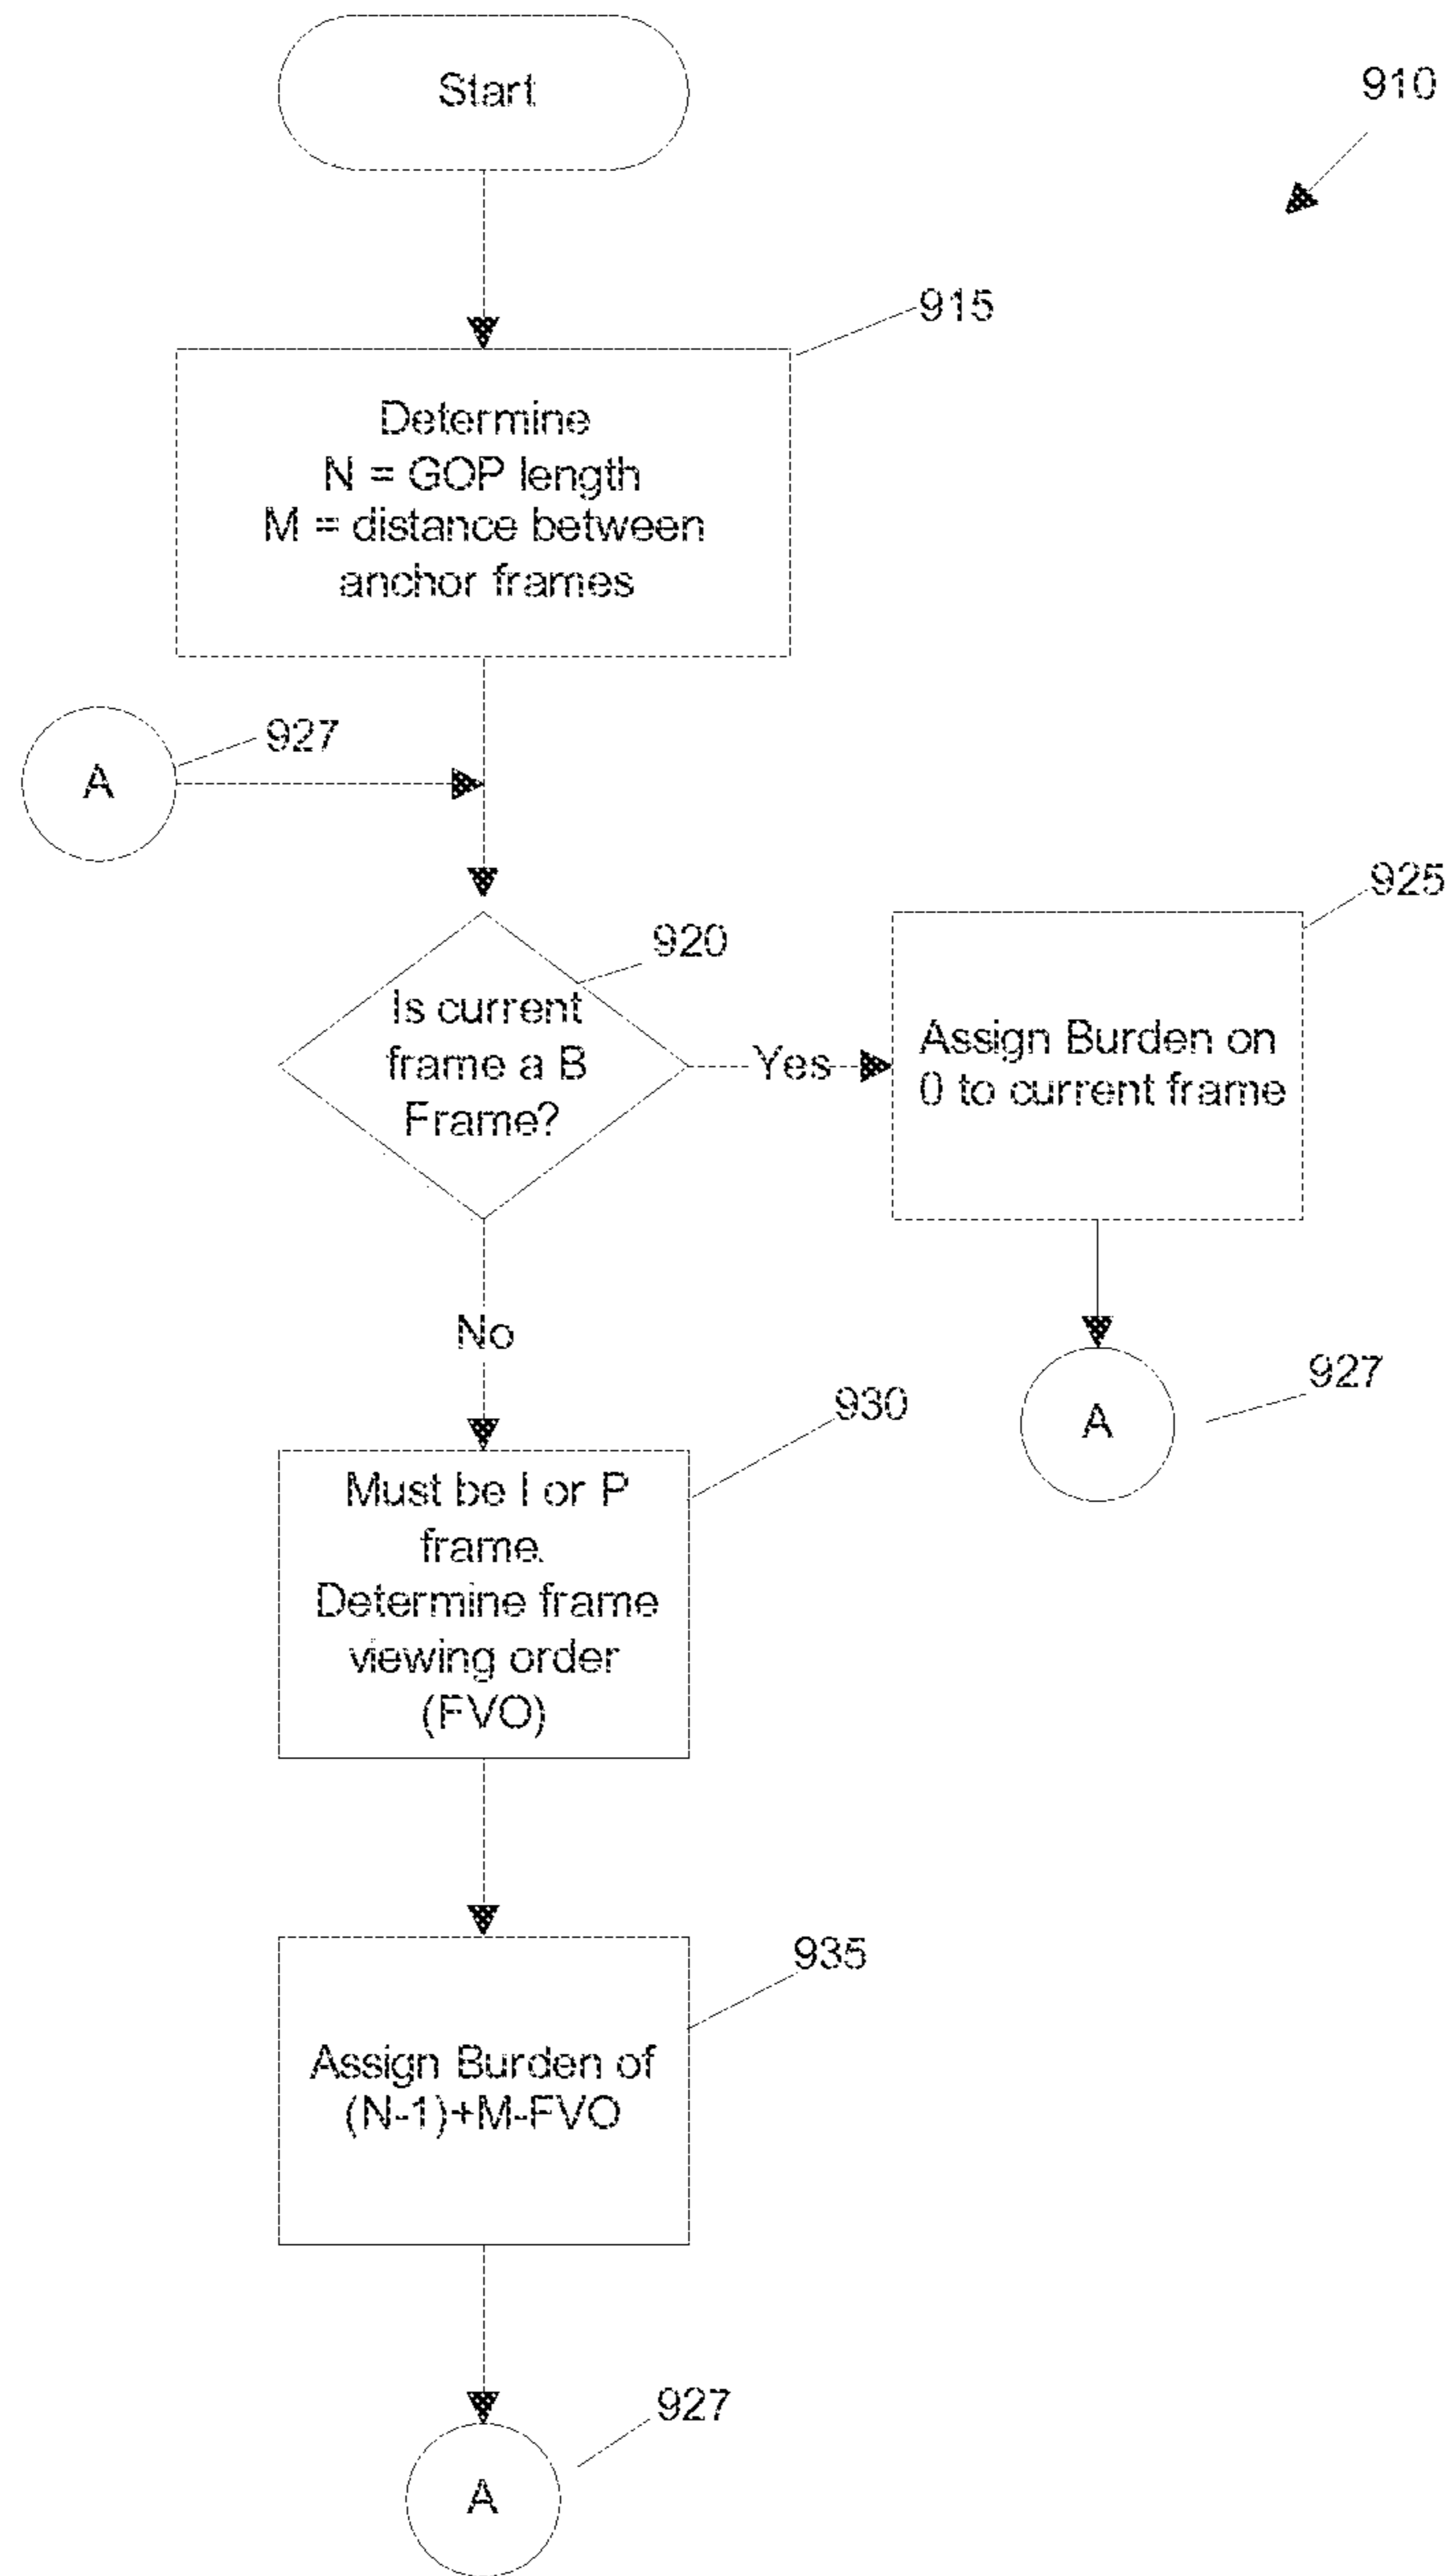 Start
910
915
Determine
N = GOP length
M = distance between
anchor frames
927
A
925
920
Is current
frame a B
Frame?
Yes
Assign Burden on
0 to current frame
No
927
A
930
Must be I or P
frame.
Determine frame
viewing order
(FVO)
935
Assign Burden of
(N-1)+M-FVO
927
A